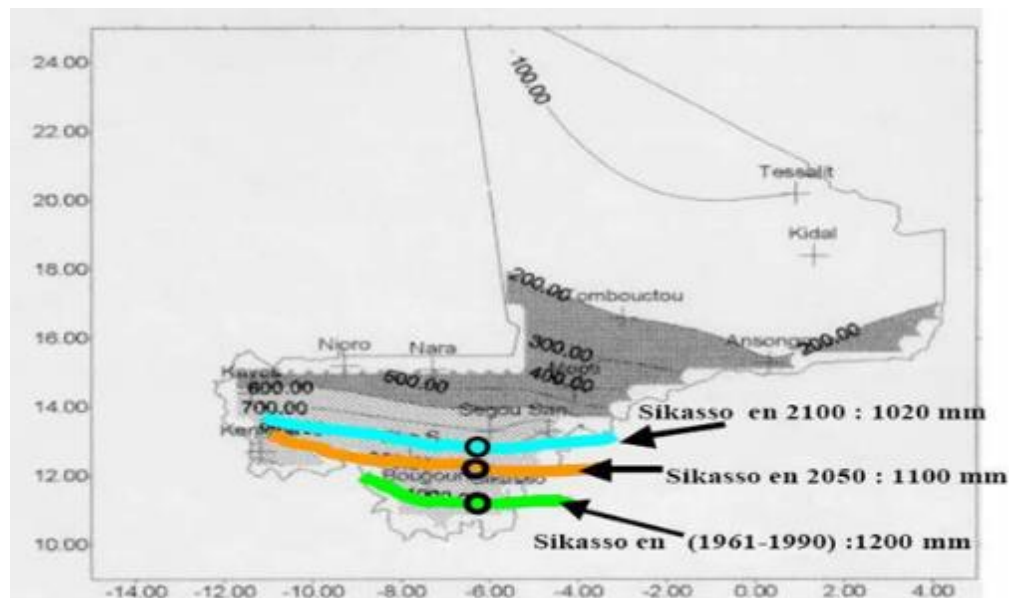 24.00
100.00
22.00
Tessalit
20.00
Kidal
18.00
200.00
Tombouctou
16.00
Nioro Nara
300.00
Ansongo
200.00
Kayes
500.00
400.00
Mopti
600.00
14.00
700.00
Segou San
Sikasso en 2100 : 1020 mm
12.00
Sikasso en 2050 : 1100 mm
10.00
Sikasso en (1961-1990) :1200 mm
-14.00 -12.00 -10.00 -8.00 -6.00 -4.00 -2.00 0.00 2.00 4.00